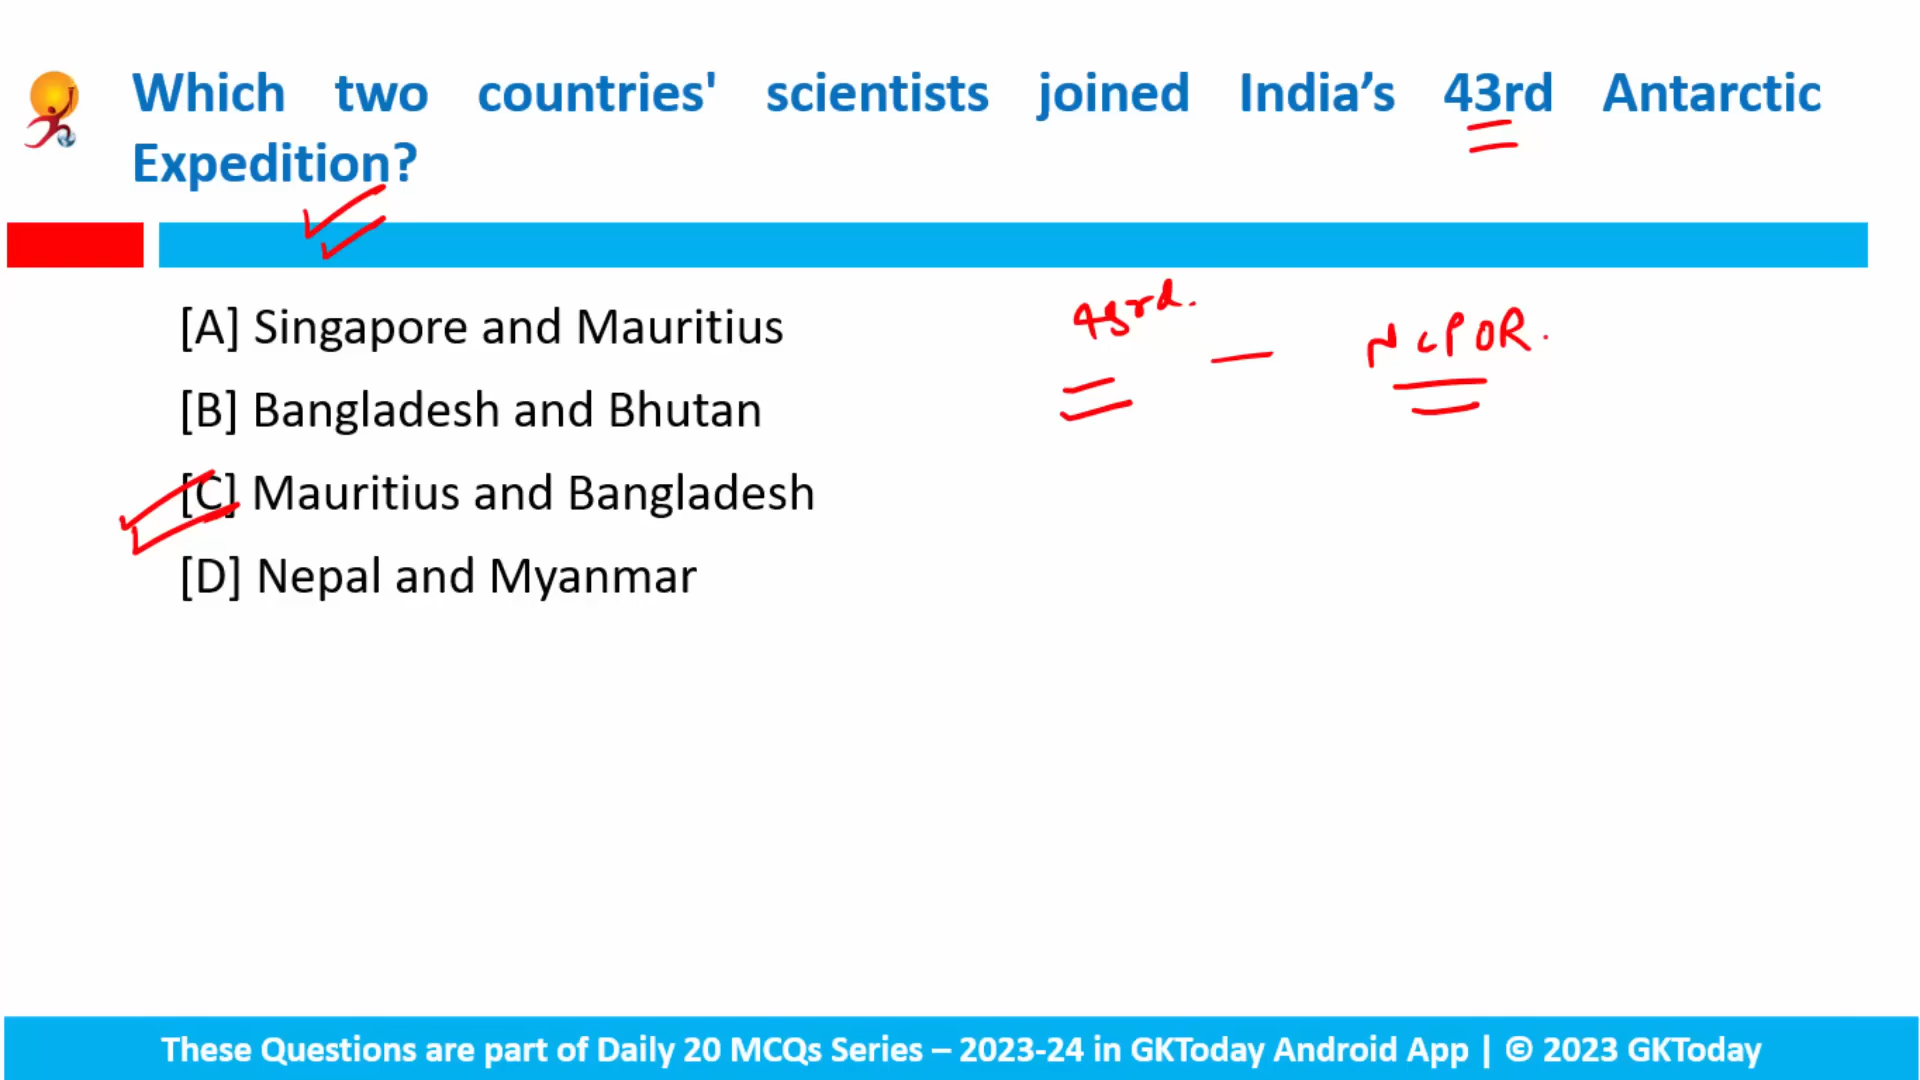 Which two countries' scientists joined India’s 43rd Antarctic
Expedition?
[A] Singapore and Mauritius
[B] Bangladesh and Bhutan
[C] Mauritius and Bangladesh
[D] Nepal and Myanmar
43rd. — NCPOR.
These Questions are part of Daily 20 MCQs Series – 2023-24 in GKToday Android App | © 2023 GKToday